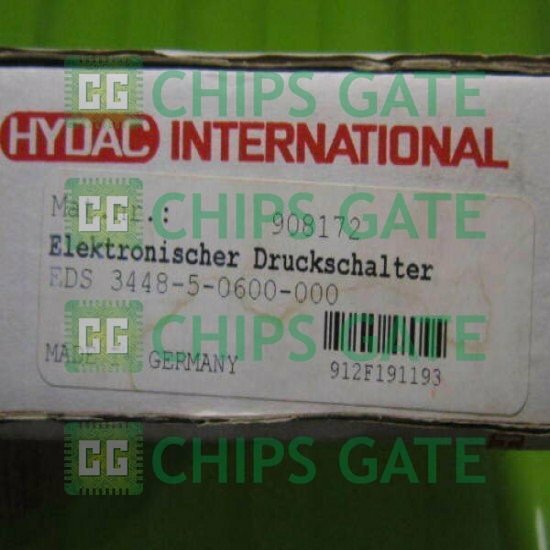 CG CHIPS GATE
HYDAC INTERNATIONAL
CG CHIPS GATE
908172
Elektronischer Druckschalter
EDS 3448-5-0600-000
CG CHIPS GATE
MADE GERMANY
912F191193
CG CHIPS GATE